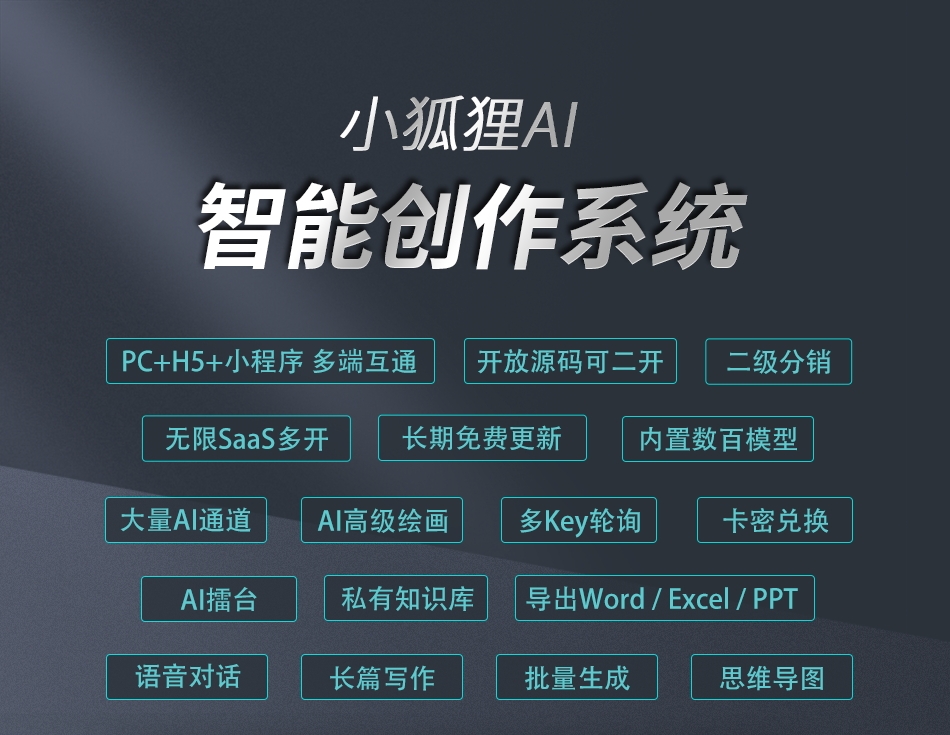 小狐狸AI
智能创作系统
PC+H5+小程序 多端互通 开放源码可二开 二级分销
无限SaaS多开 长期免费更新 内置数百模型
大量AI通道 AI高级绘画 多Key轮询 卡密兑换
AI擂台 私有知识库 导出Word / Excel / PPT
语音对话 长篇写作 批量生成 思维导图